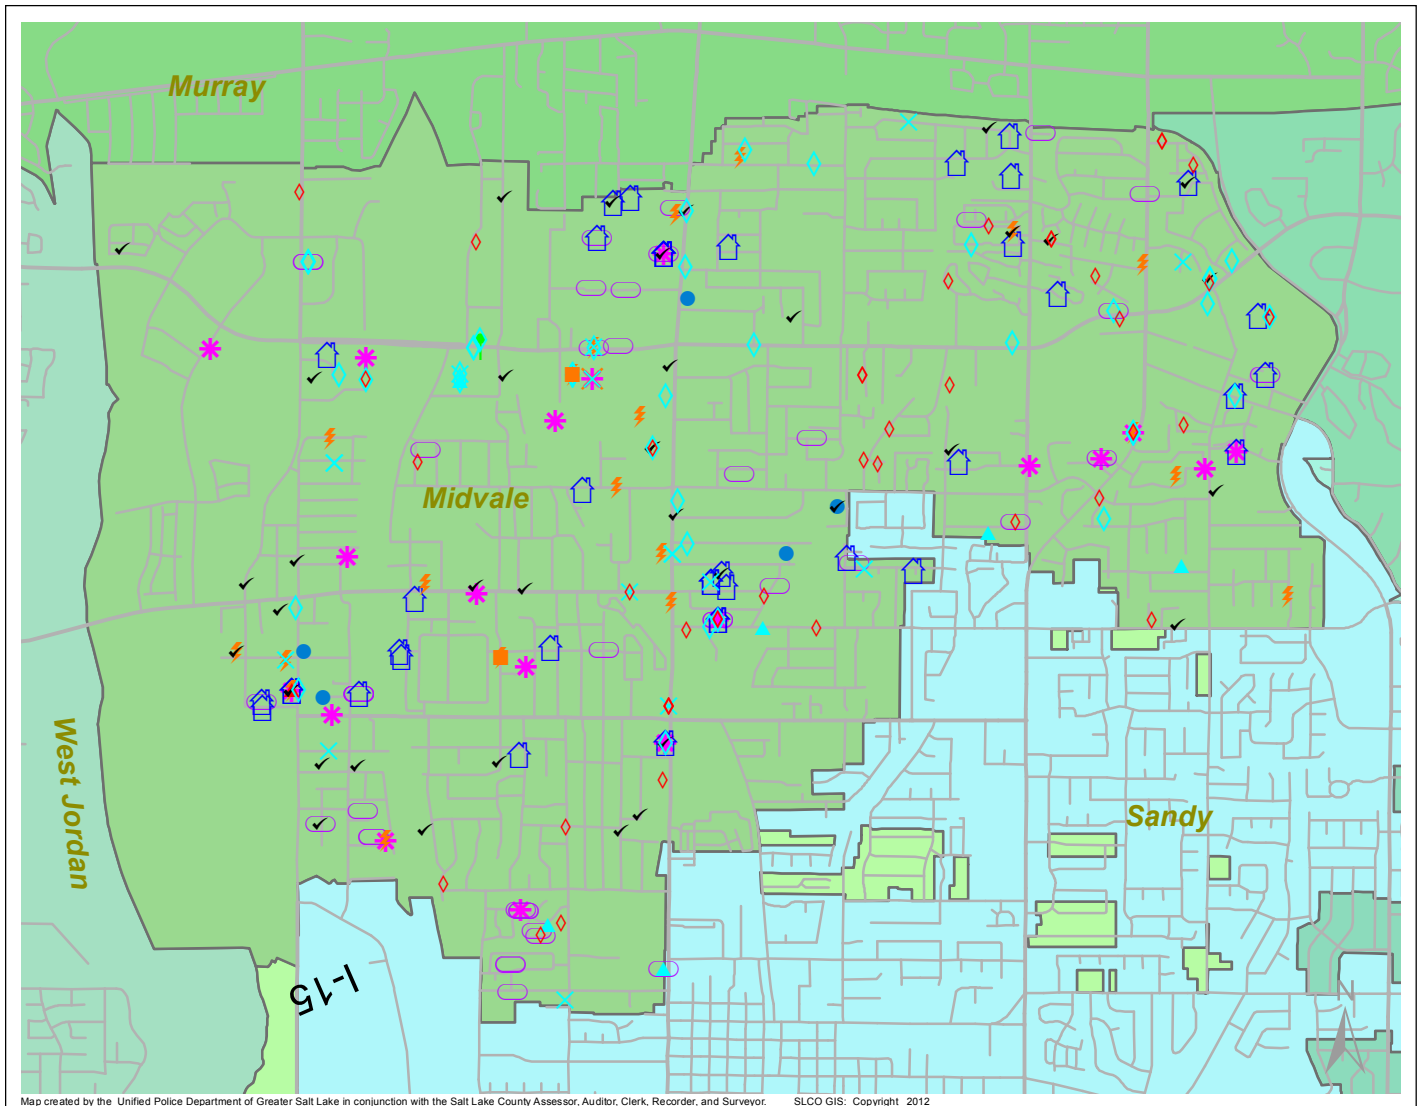 Murray
Midvale
West Jordan
Sandy
I-15
N
Map created by the Unified Police Department of Greater Salt Lake in conjunction with the Salt Lake County Assessor, Auditor, Clerk, Recorder, and Surveyor. SLCO GIS: Copyright 2012